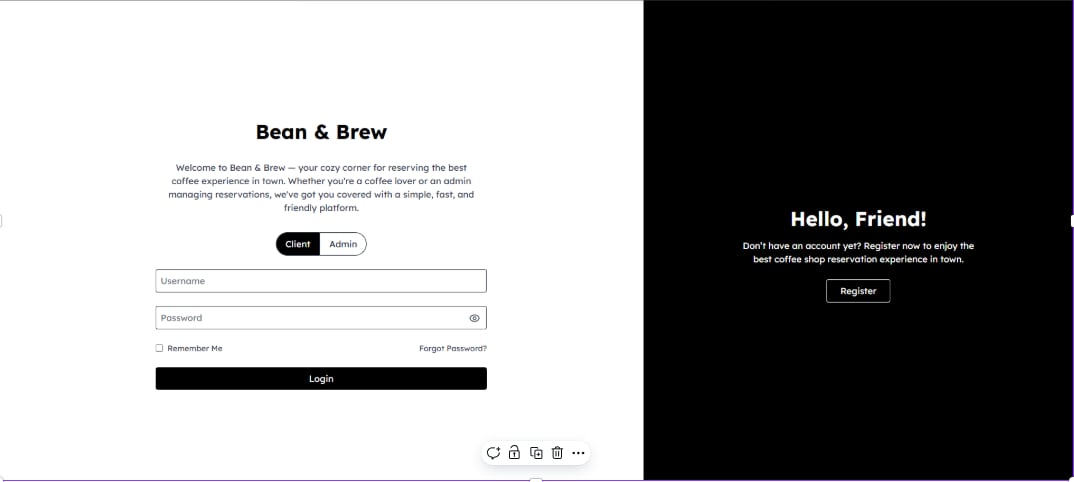 Bean & Brew
Welcome to Bean & Brew — your cozy corner for reserving the best
coffee experience in town. Whether you're a coffee lover or an admin
managing reservations, we've got you covered with a simple, fast, and
friendly platform.
Client Admin
Username
Password
Remember Me Forgot Password?
Login
Hello, Friend!
Don't have an account yet? Register now to enjoy the
best coffee shop reservation experience in town.
Register